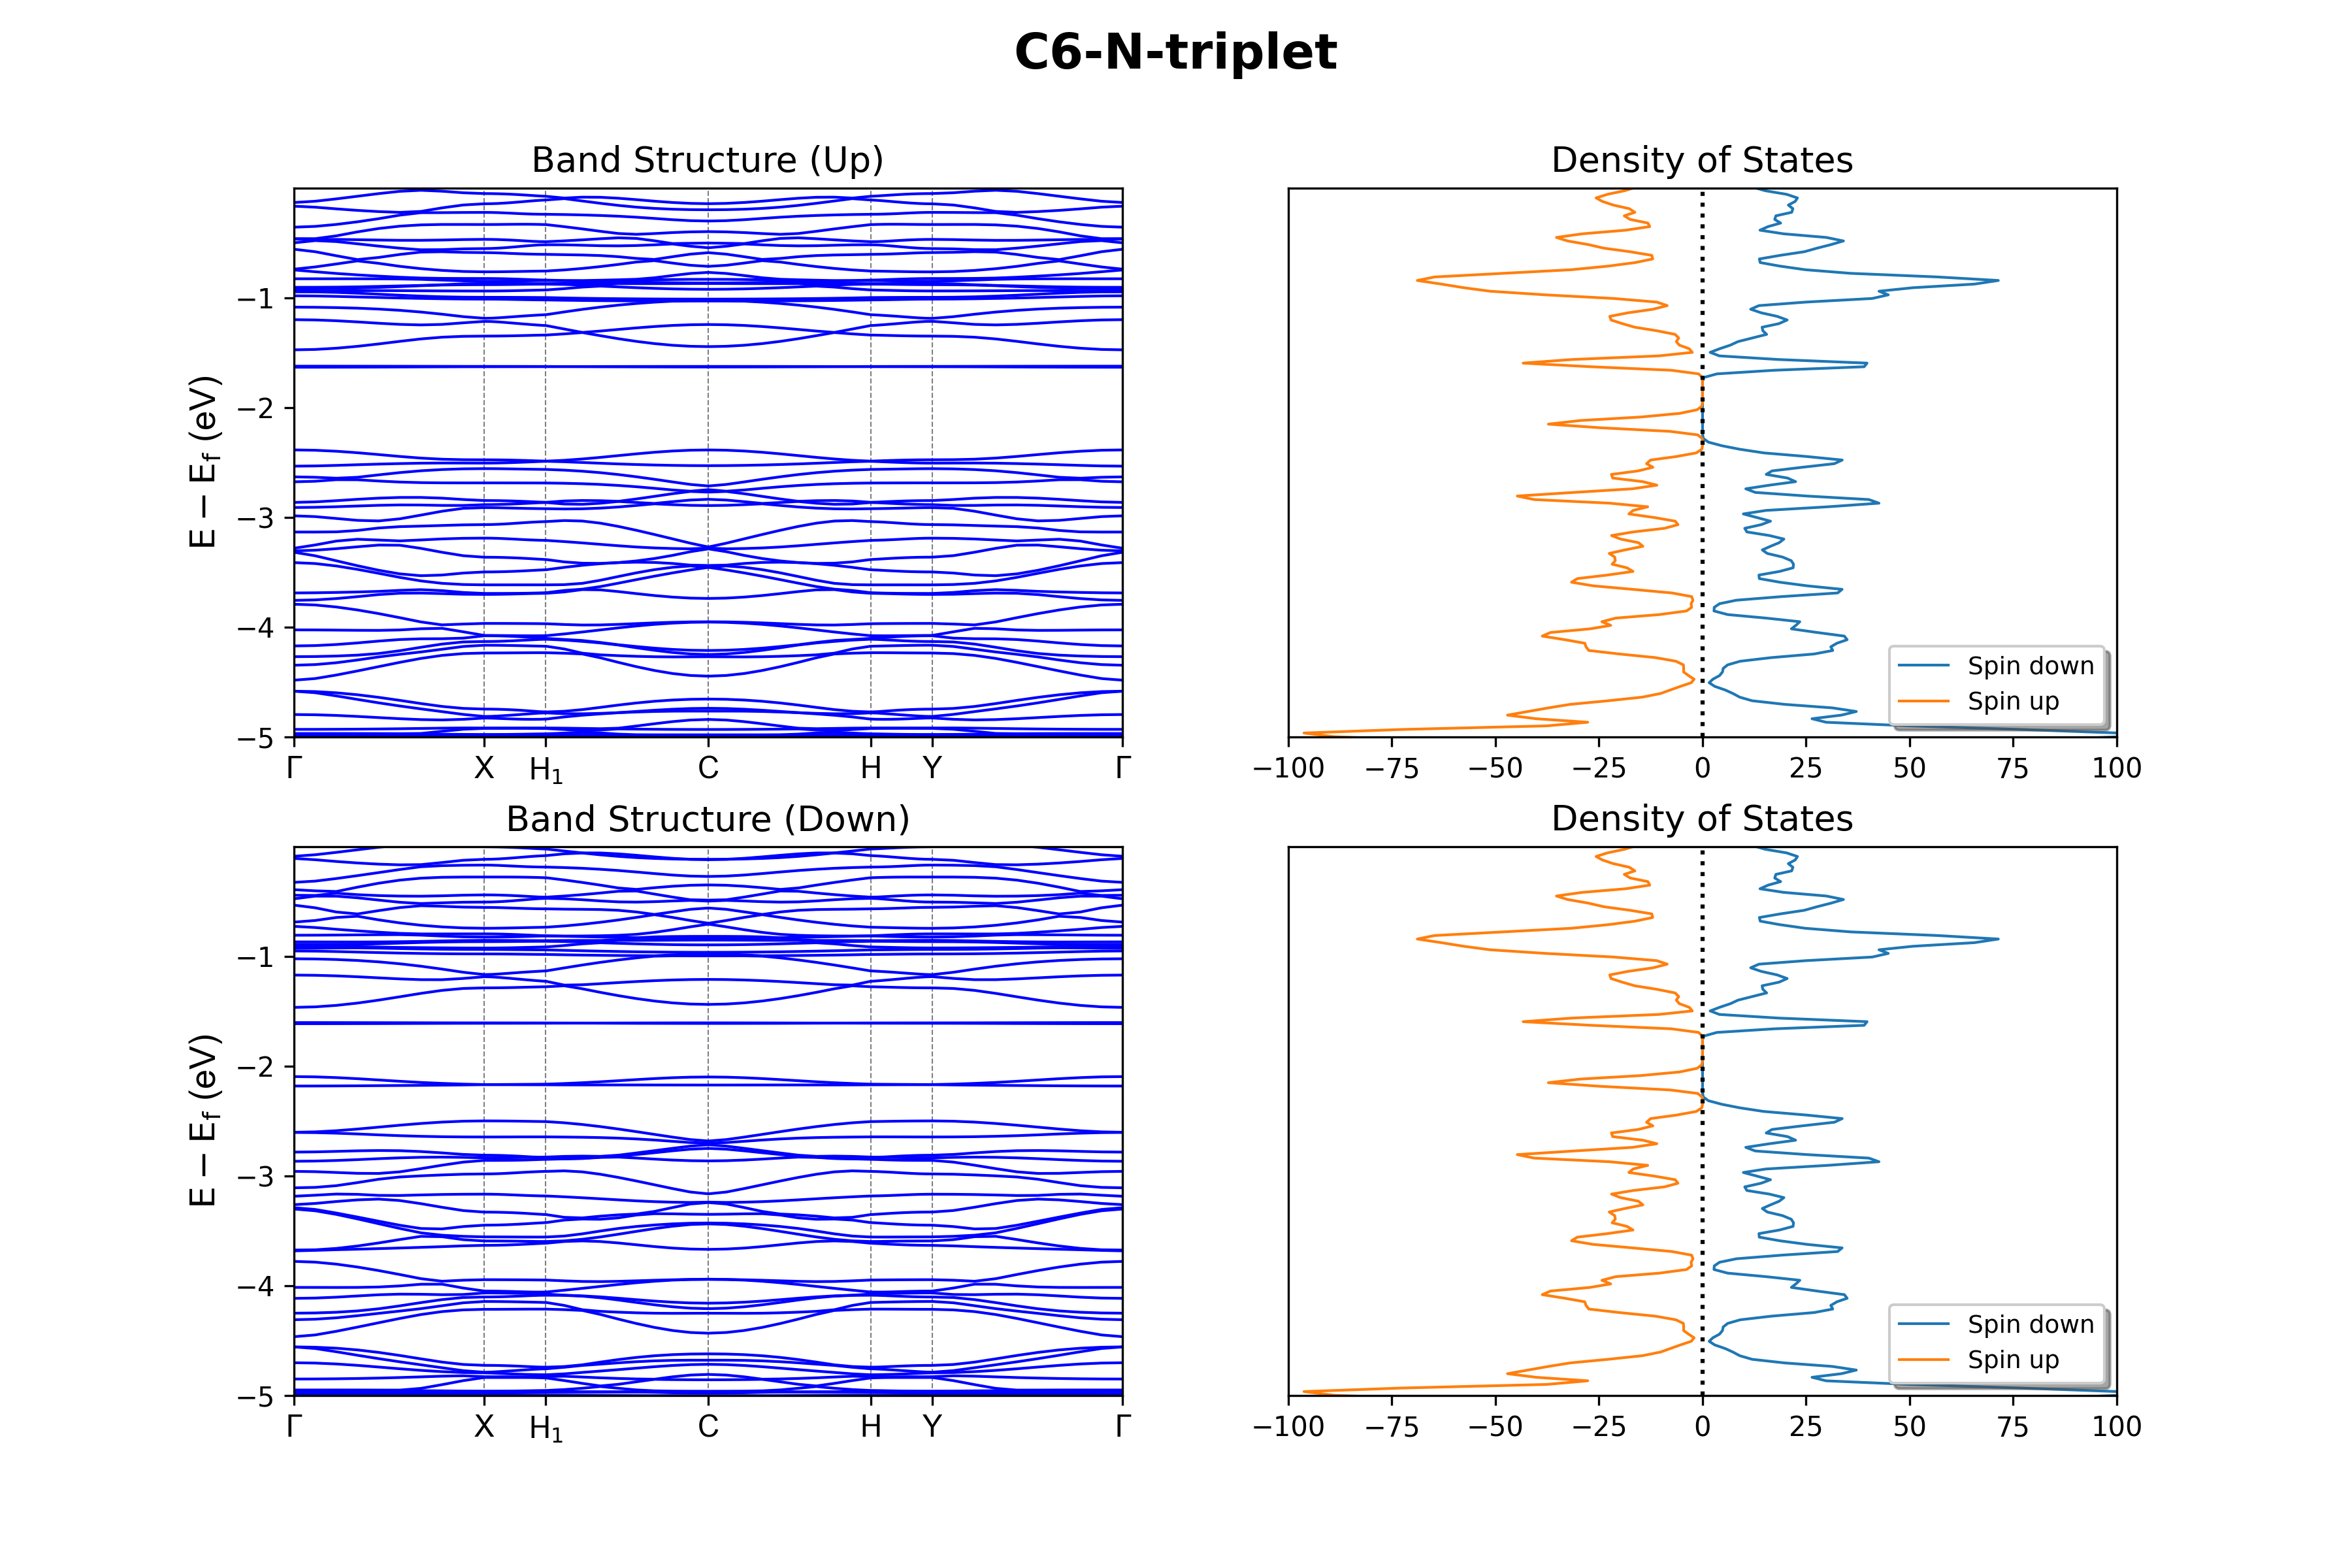 C6-N-triplet
Band Structure (Up)
Density of States
E − E_f (eV)
−1
−2
−3
−4
−5
Γ X H₁ C H Y Γ
−100 −75 −50 −25 0 25 50 75 100
Spin down
Spin up
Band Structure (Down)
Density of States
E − E_f (eV)
−1
−2
−3
−4
−5
Γ X H₁ C H Y Γ
−100 −75 −50 −25 0 25 50 75 100
Spin down
Spin up